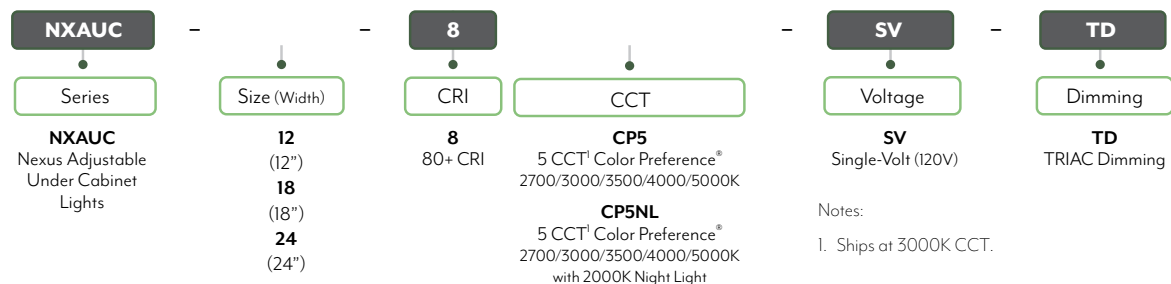 NXAUC - - 8 - SV - TD
Series Size (Width) CRI CCT Voltage Dimming
NXAUC
Nexus Adjustable
Under Cabinet
Lights
12
(12”)
18
(18”)
24
(24”)
8
80+ CRI
CP5
5 CCT¹ Color Preference®
2700/3000/3500/4000/5000K
CP5NL
5 CCT¹ Color Preference®
2700/3000/3500/4000/5000K
with 2000K Night Light
SV
Single-Volt (120V)
TD
TRIAC Dimming
Notes:
1. Ships at 3000K CCT.